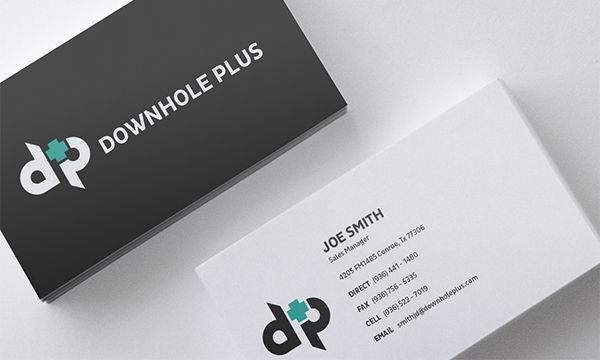 dp DOWNHOLE PLUS
JOE SMITH
Sales Manager
4205 FM1485 Conroe, Tx 77306
DIRECT (936) 441 - 1480
FAX (936) 756 - 5335
CELL (936) 522 - 7019
EMAIL smithjd@downholeplus.com
dp